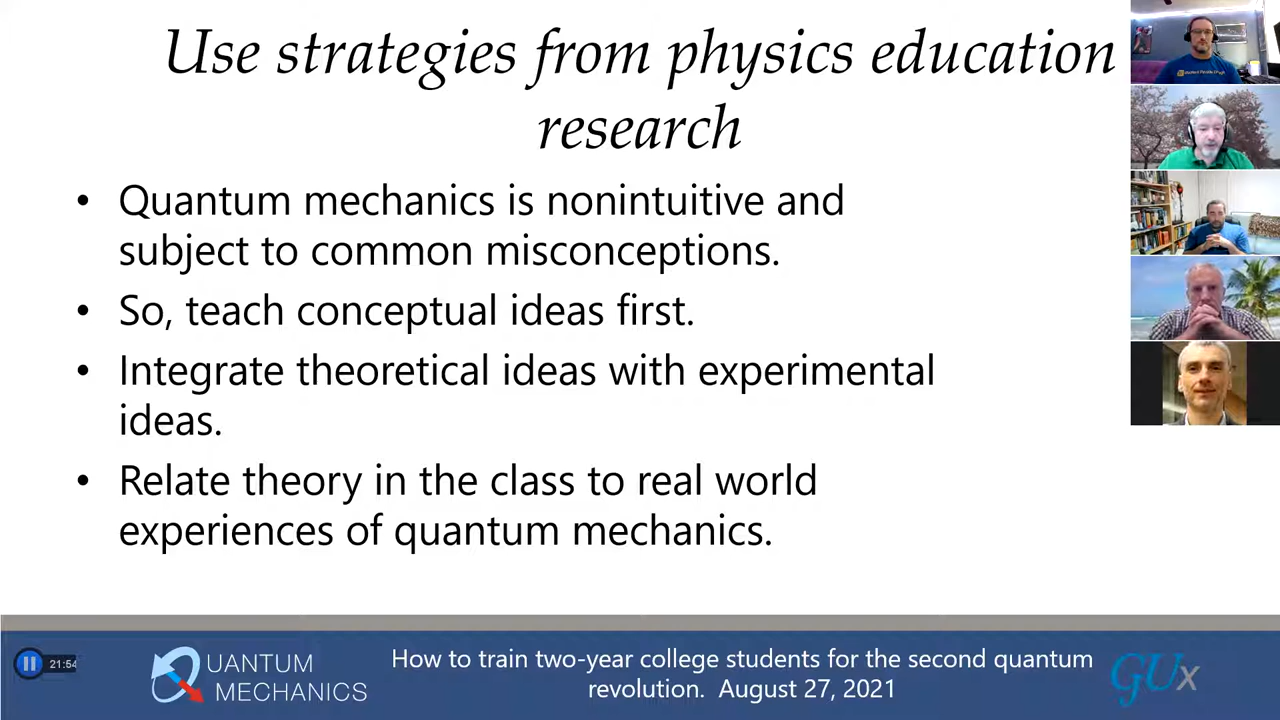 Use strategies from physics education
research
• Quantum mechanics is nonintuitive and
subject to common misconceptions.
• So, teach conceptual ideas first.
• Integrate theoretical ideas with experimental
ideas.
• Relate theory in the class to real world
experiences of quantum mechanics.
21:54
QUANTUM
MECHANICS
How to train two-year college students for the second quantum
revolution. August 27, 2021
GUx